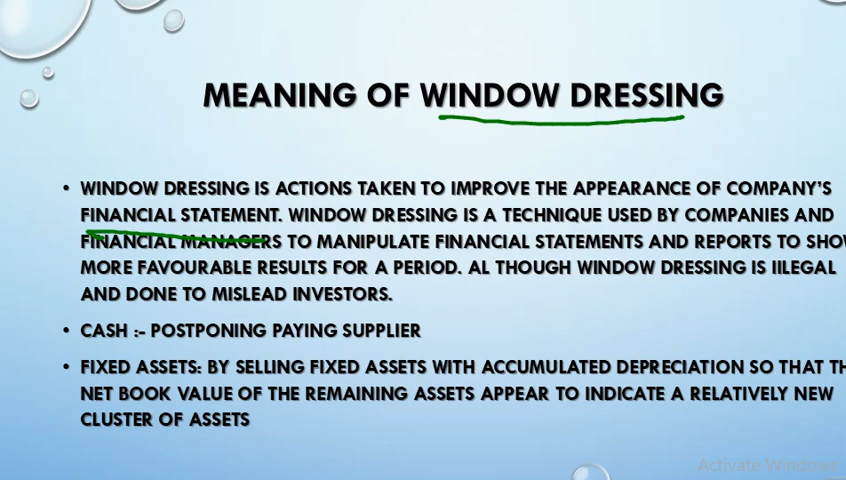 MEANING OF WINDOW DRESSING
• WINDOW DRESSING IS ACTIONS TAKEN TO IMPROVE THE APPEARANCE OF COMPANY'S
FINANCIAL STATEMENT. WINDOW DRESSING IS A TECHNIQUE USED BY COMPANIES AND
FINANCIAL MANAGERS TO MANIPULATE FINANCIAL STATEMENTS AND REPORTS TO SHOW
MORE FAVOURABLE RESULTS FOR A PERIOD. AL THOUGH WINDOW DRESSING IS IILEGAL
AND DONE TO MISLEAD INVESTORS.
• CASH :- POSTPONING PAYING SUPPLIER
• FIXED ASSETS: BY SELLING FIXED ASSETS WITH ACCUMULATED DEPRECIATION SO THAT TH
NET BOOK VALUE OF THE REMAINING ASSETS APPEAR TO INDICATE A RELATIVELY NEW
CLUSTER OF ASSETS
Activate Windows